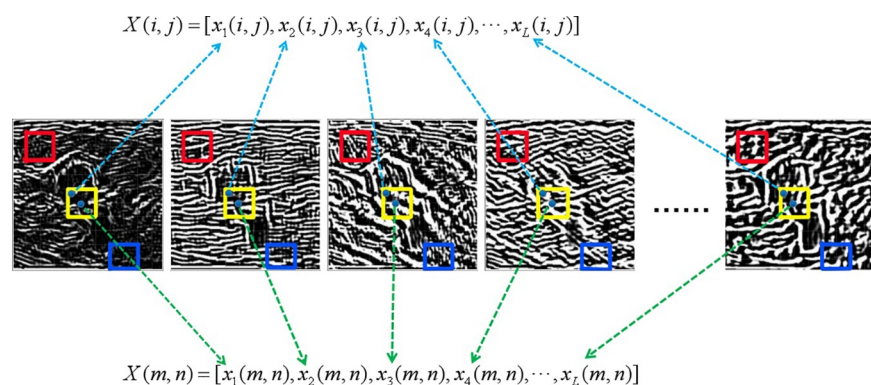 X(i, j) = [x₁(i, j), x₂(i, j), x₃(i, j), x₄(i, j), ⋯, x_L(i, j)]
......
X(m, n) = [x₁(m, n), x₂(m, n), x₃(m, n), x₄(m, n), ⋯, x_L(m, n)]